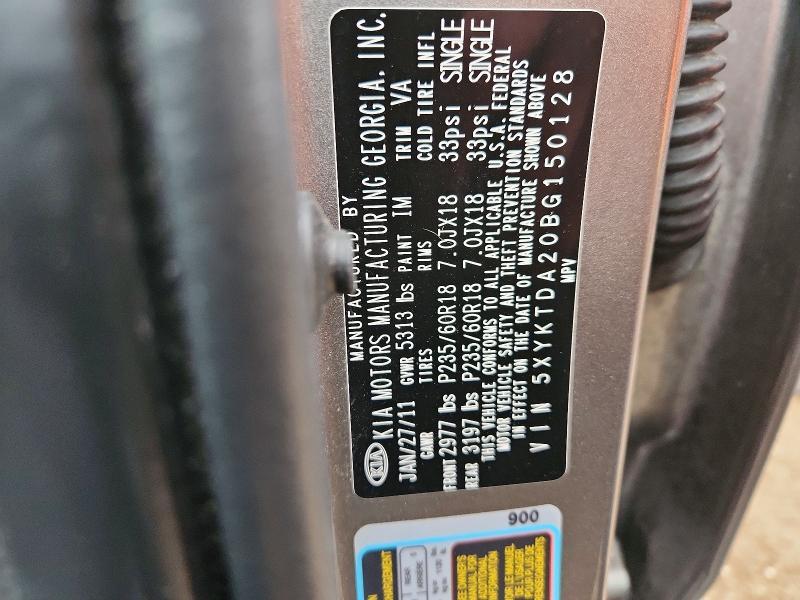 MANUFACTURED BY
KIA KIA MOTORS MANUFACTURING GEORGIA. INC.
JAN/27/11 GVWR 5313 lbs PAINT IM TRIM VA
GAWR TIRES RIMS COLD TIRE INFL
FRONT 2977 lbs P235/60R18 7.0JX18 33psi SINGLE
REAR 3197 lbs P235/60R18 7.0JX18 33psi SINGLE
THIS VEHICLE CONFORMS TO ALL APPLICABLE U.S.A. FEDERAL
MOTOR VEHICLE SAFETY AND THEFT PREVENTION STANDARDS
IN EFFECT ON THE DATE OF MANUFACTURE SHOWN ABOVE
VIN 5XYKTDA20BG150128
MPV
900
REAR